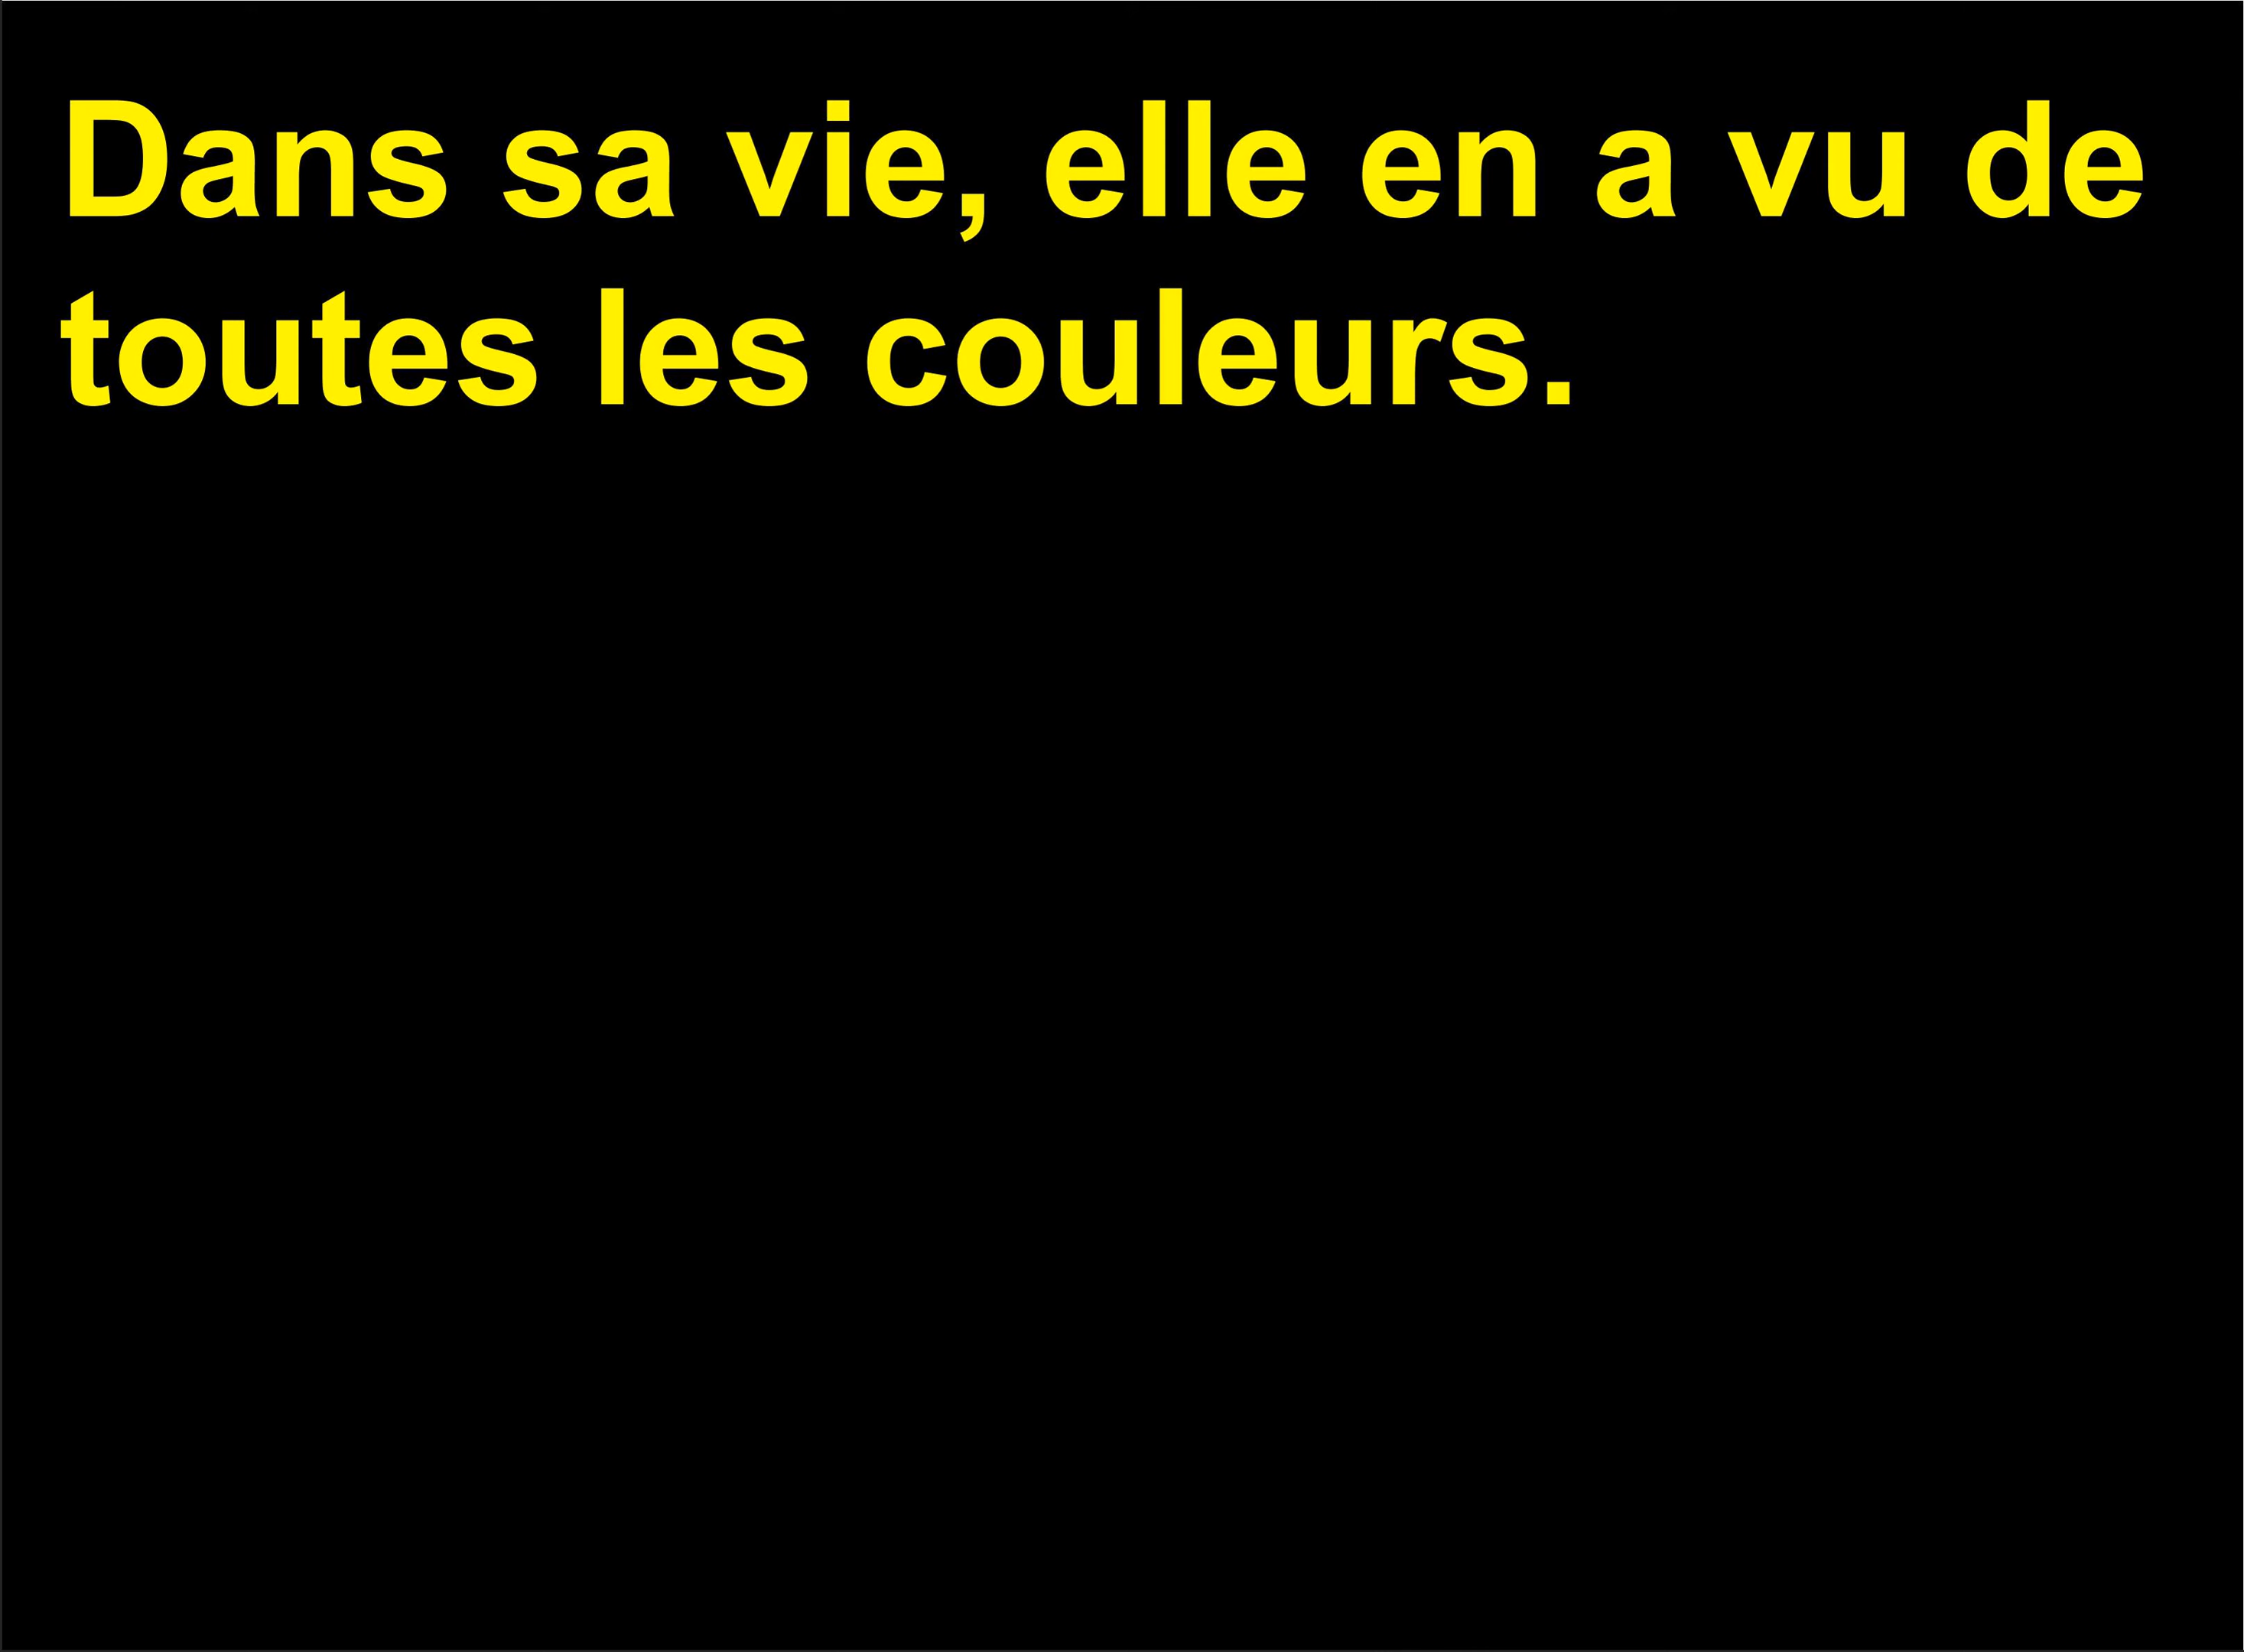 Dans sa vie, elle en a vu de
toutes les couleurs.